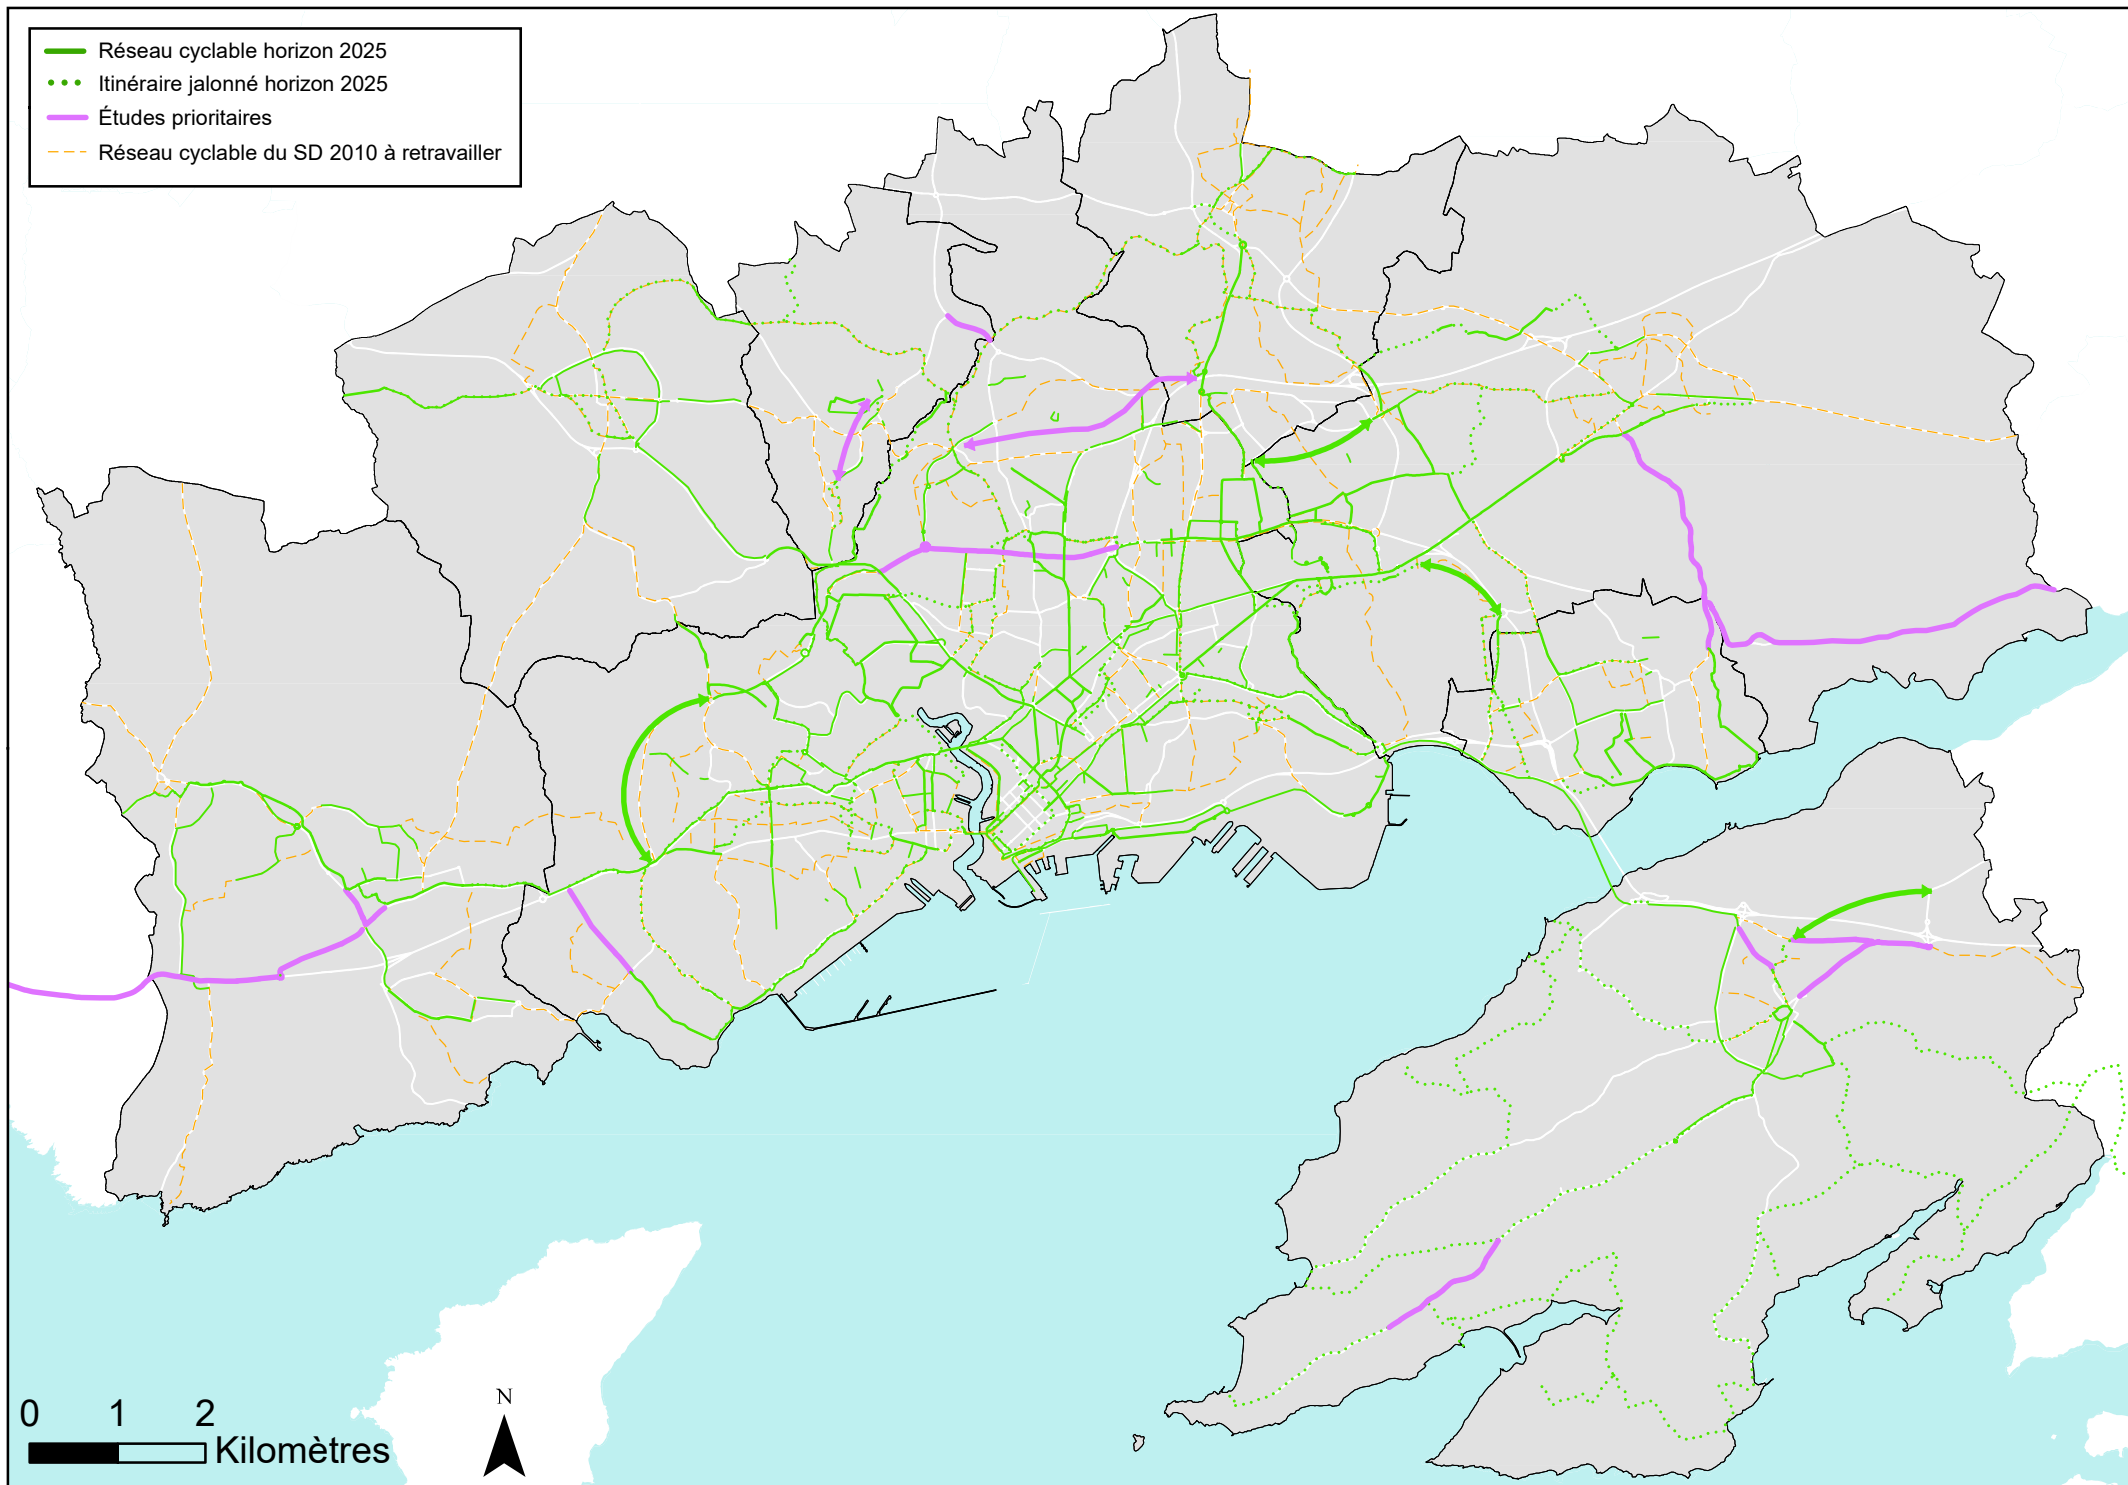 Réseau cyclable horizon 2025
Itinéraire jalonné horizon 2025
Études prioritaires
Réseau cyclable du SD 2010 à retravailler
N
0 1 2
Kilomètres